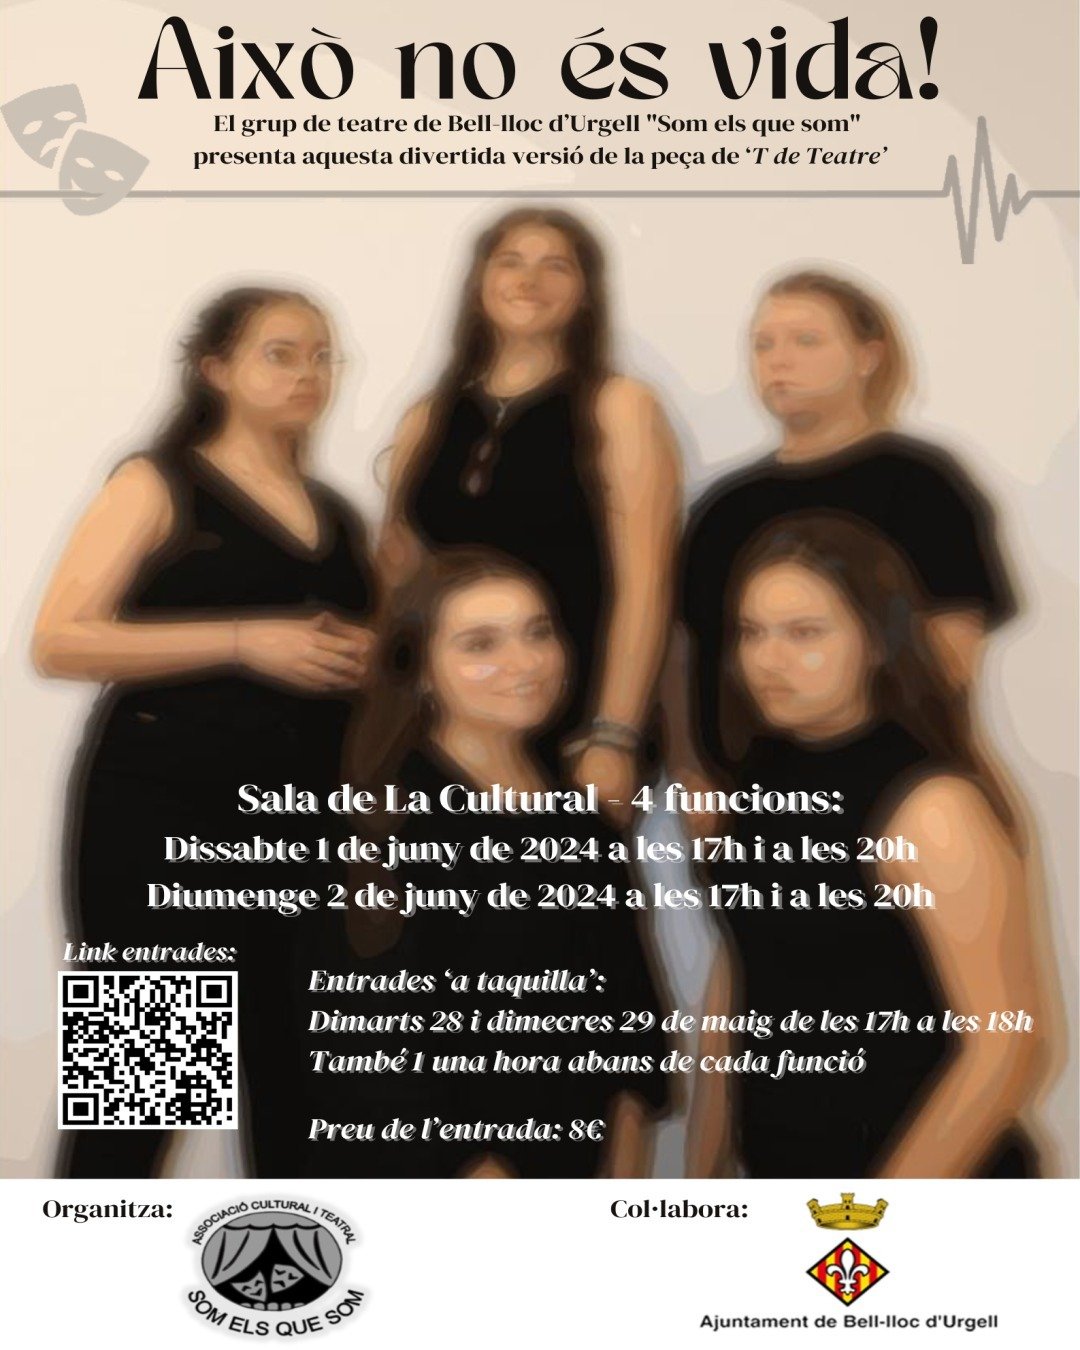 Això no és vida!
El grup de teatre de Bell-lloc d'Urgell "Som els que som"
presenta aquesta divertida versió de la peça de ‘T de Teatre’
Sala de La Cultural - 4 funcions:
Dissabte 1 de juny de 2024 a les 17h i a les 20h
Diumenge 2 de juny de 2024 a les 17h i a les 20h
Link entrades:
Entrades ‘a taquilla’:
Dimarts 28 i dimecres 29 de maig de les 17h a les 18h
També 1 una hora abans de cada funció
Preu de l’entrada: 8€
Organitza:
ASSOCIACIÓ CULTURAL I TEATRAL
SOM ELS QUE SOM
Col·labora:
Ajuntament de Bell-lloc d'Urgell